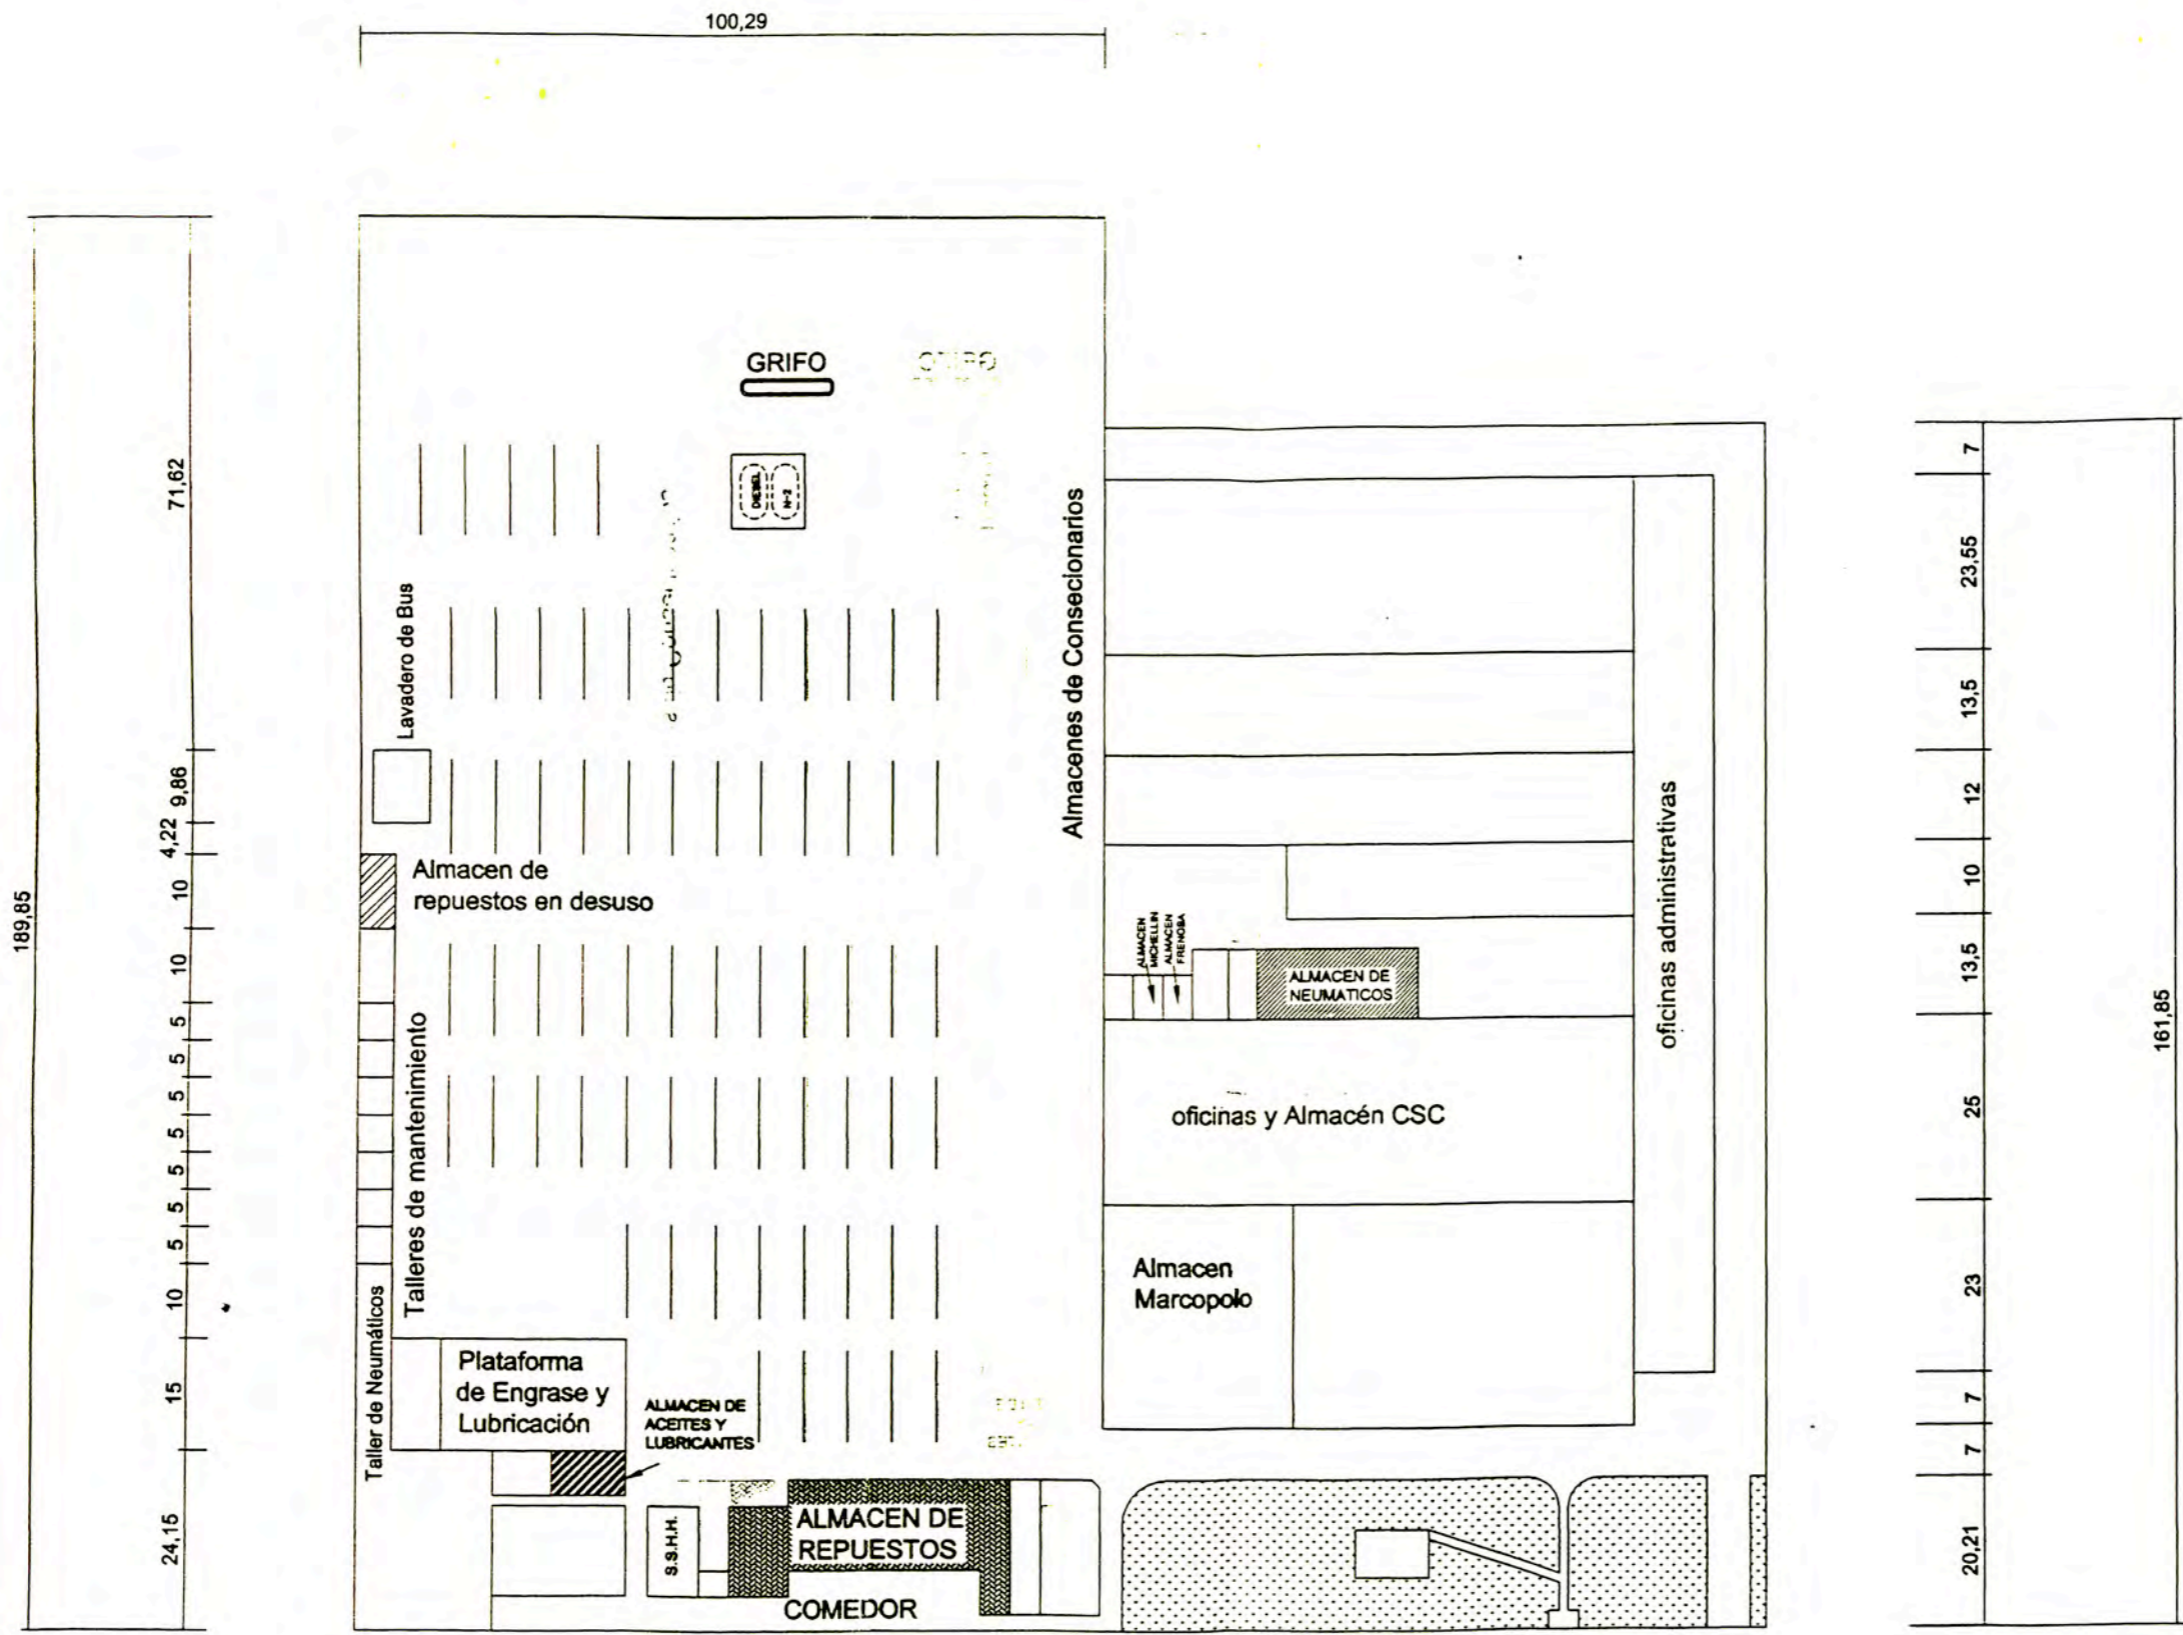 100,29
GRIFO
DIESEL
N-2
71,62
Lavadero de Bus
9,86
4,22
10
Almacen de
repuestos en desuso
189,85
10
5
5
5
5
5
5
5
10
15
24,15
Talleres de mantenimiento
Taller de Neumáticos
Plataforma
de Engrase y
Lubricación
ALMACEN DE
ACEITES Y
LUBRICANTES
S.S.H.H.
ALMACEN DE
REPUESTOS
COMEDOR
Almacenes de Consecionarios
ALMACEN
MICHELLIN
ALMACEN
FRENOSA
ALMACEN DE
NEUMATICOS
oficinas y Almacén CSC
Almacen
Marcopolo
oficinas administrativas
7
23,55
13,5
12
10
13,5
25
23
7
7
20,21
161,85